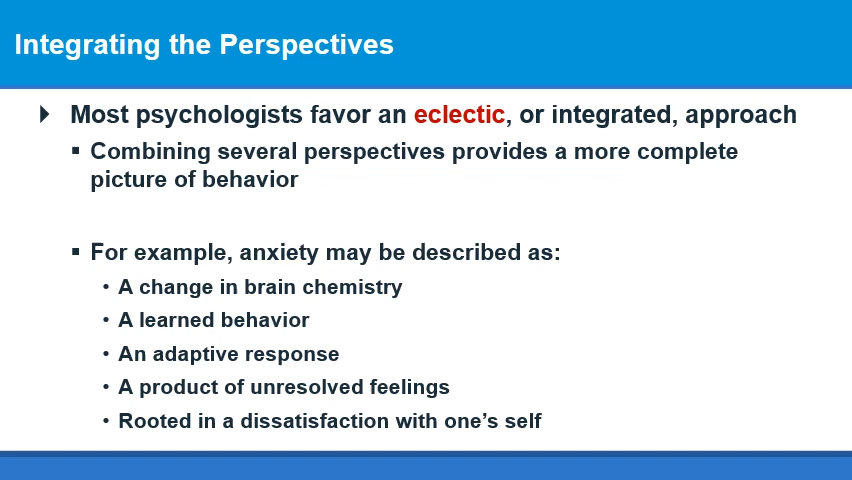 Integrating the Perspectives
Most psychologists favor an eclectic, or integrated, approach
Combining several perspectives provides a more complete
picture of behavior
For example, anxiety may be described as:
• A change in brain chemistry
• A learned behavior
• An adaptive response
• A product of unresolved feelings
• Rooted in a dissatisfaction with one’s self